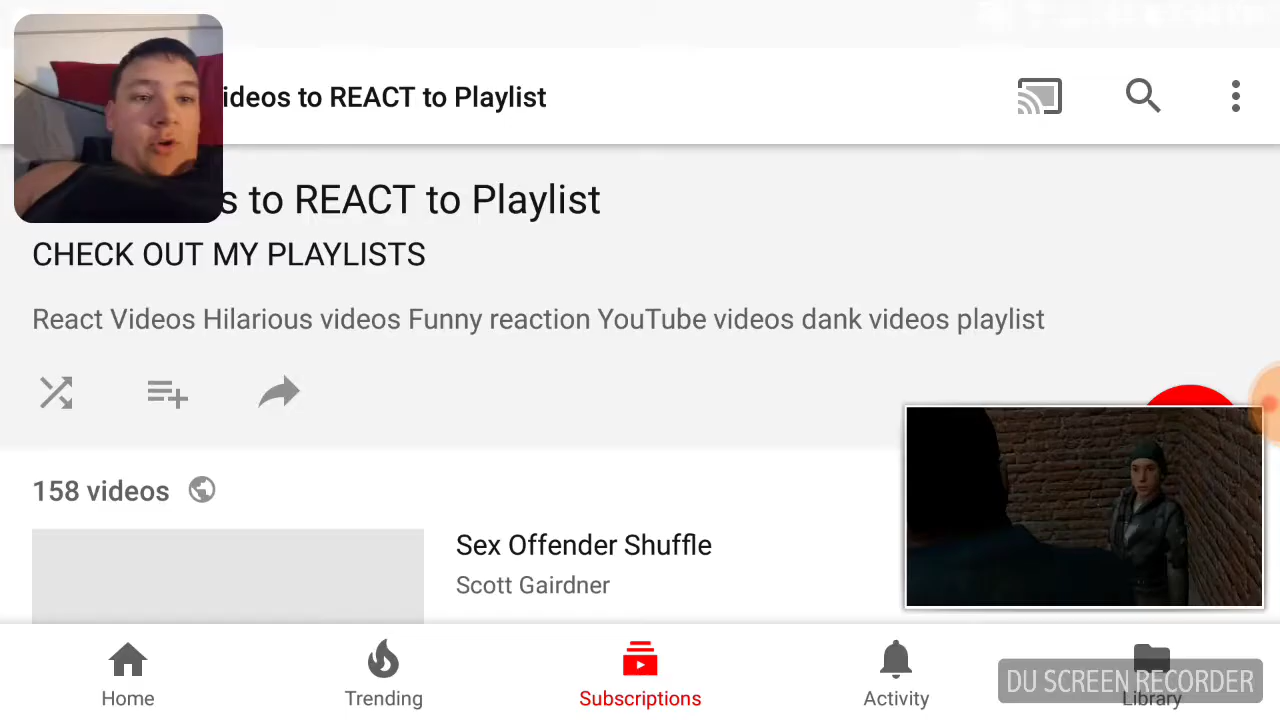 ideos to REACT to Playlist
s to REACT to Playlist
CHECK OUT MY PLAYLISTS
React Videos Hilarious videos Funny reaction YouTube videos dank videos playlist
158 videos
Sex Offender Shuffle
Scott Gairdner
Home
Trending
Subscriptions
Activity
Library
DU SCREEN RECORDER